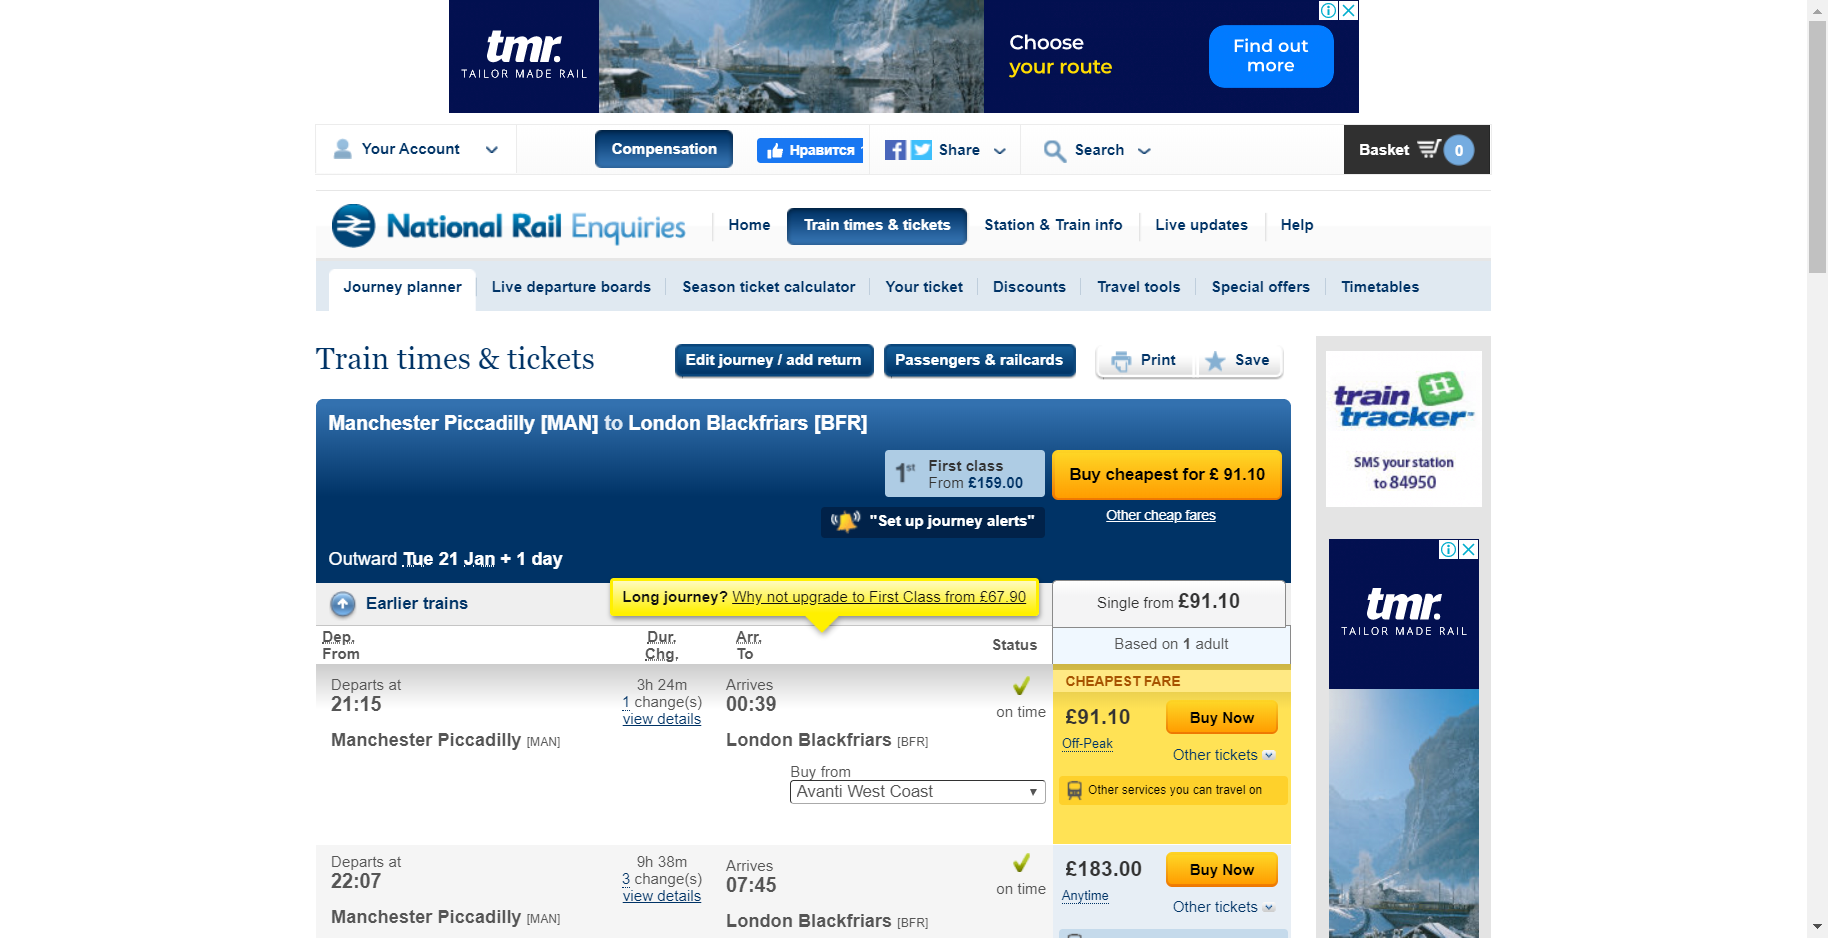 tmr.
TAILOR MADE RAIL
Choose
your route
Find out
more
Your Account
Compensation
Нравится
Share
Search
Basket 0
National Rail Enquiries
Home
Train times & tickets
Station & Train info
Live updates
Help
Journey planner
Live departure boards
Season ticket calculator
Your ticket
Discounts
Travel tools
Special offers
Timetables
Train times & tickets
Edit journey / add return
Passengers & railcards
Print
Save
Manchester Piccadilly [MAN] to London Blackfriars [BFR]
1st
First class
From £159.00
Buy cheapest for £ 91.10
"Set up journey alerts"
Other cheap fares
Outward Tue 21 Jan + 1 day
Earlier trains
Long journey? Why not upgrade to First Class from £67.90
Single from £91.10
Dep.
From
Dur.
Chg.
Arr.
To
Status
Based on 1 adult
Departs at
21:15
Manchester Piccadilly [MAN]
3h 24m
1 change(s)
view details
Arrives
00:39
London Blackfriars [BFR]
on time
Buy from
Avanti West Coast
CHEAPEST FARE
£91.10
Off-Peak
Buy Now
Other tickets
Other services you can travel on
Departs at
22:07
Manchester Piccadilly [MAN]
9h 38m
3 change(s)
view details
Arrives
07:45
London Blackfriars [BFR]
on time
£183.00
Anytime
Buy Now
Other tickets
train
tracker™
SMS your station
to 84950
tmr.
TAILOR MADE RAIL